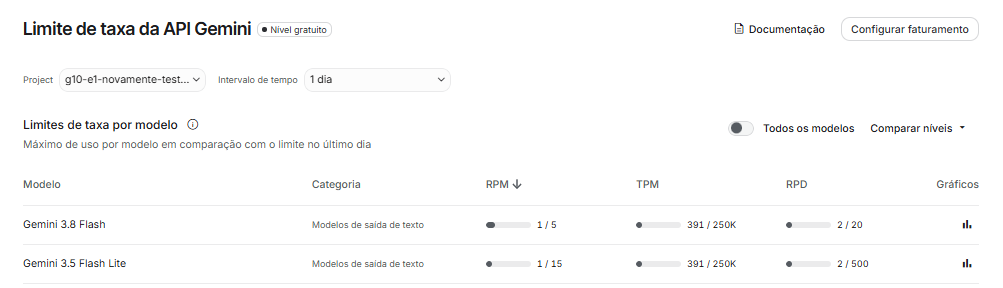 Limite de taxa da API Gemini Nível gratuito Documentação Configurar faturamento
Project g10-e1-novamente-test... Intervalo de tempo 1 dia
Limites de taxa por modelo Todos os modelos Comparar níveis
Máximo de uso por modelo em comparação com o limite no último dia
Modelo Categoria RPM TPM RPD Gráficos
Gemini 3.8 Flash Modelos de saída de texto 1 / 5 391 / 250K 2 / 20
Gemini 3.5 Flash Lite Modelos de saída de texto 1 / 15 391 / 250K 2 / 500